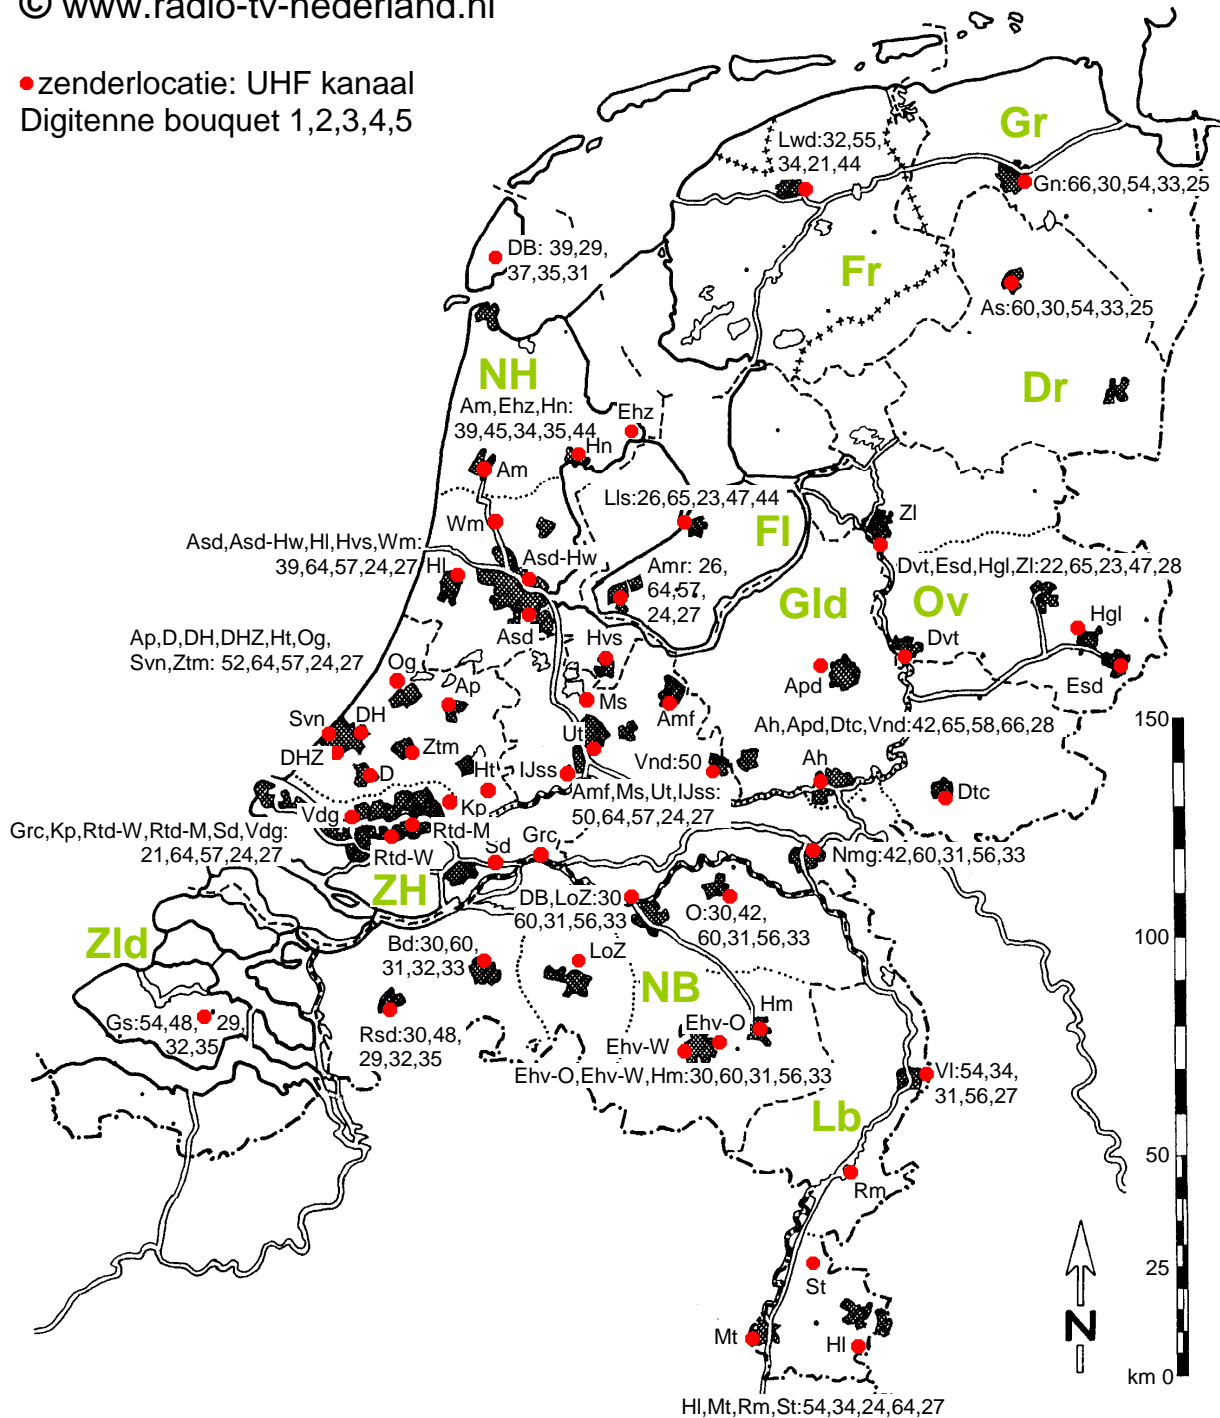 © www.radio-tv-nederland.nl
zenderlocatie: UHF kanaal
Digitenne bouquet 1,2,3,4,5
Gr
Lwd:32,55,
34,21,44
Gn:66,30,54,33,25
DB: 39,29,
37,35,31
Fr
As:60,30,54,33,25
NH
Dr
Am,Ehz,Hn:
39,45,34,35,44
Ehz
Hn
Am
Lls:26,65,23,47,44
Wm
Fl
Zl
Asd,Asd-Hw,Hl,Hvs,Wm:
39,64,57,24,27
Hl
Asd-Hw
Amr: 26,
64,57,
24,27
Dvt,Esd,Hgl,Zl:22,65,23,47,28
Gld
Ov
Asd
Hvs
Hgl
Dvt
Ap,D,DH,DHZ,Ht,Og,
Svn,Ztm: 52,64,57,24,27
Og
Ap
Ms
Amf
Apd
Esd
Svn
DH
Ut
Ah,Apd,Dtc,Vnd:42,65,58,66,28
150
DHZ
Ztm
D
Ht
IJss
Vnd:50
Ah
Dtc
Amf,Ms,Ut,IJss:
50,64,57,24,27
Vdg
Kp
Grc,Kp,Rtd-W,Rtd-M,Sd,Vdg:
21,64,57,24,27
Rtd-M
Rtd-W
Sd
Grc
Nmg:42,60,31,56,33
ZH
DB,LoZ:30
60,31,56,33
O:30,42,
60,31,56,33
Zld
Bd:30,60,
31,32,33
LoZ
100
NB
Gs:54,48,
29,
32,35
Rsd:30,48,
29,32,35
Hm
Ehv-O
Ehv-W
Ehv-O,Ehv-W,Hm:30,60,31,56,33
Vl:54,34,
31,56,27
Lb
50
Rm
St
25
N
Mt
Hl
km 0
Hl,Mt,Rm,St:54,34,24,64,27